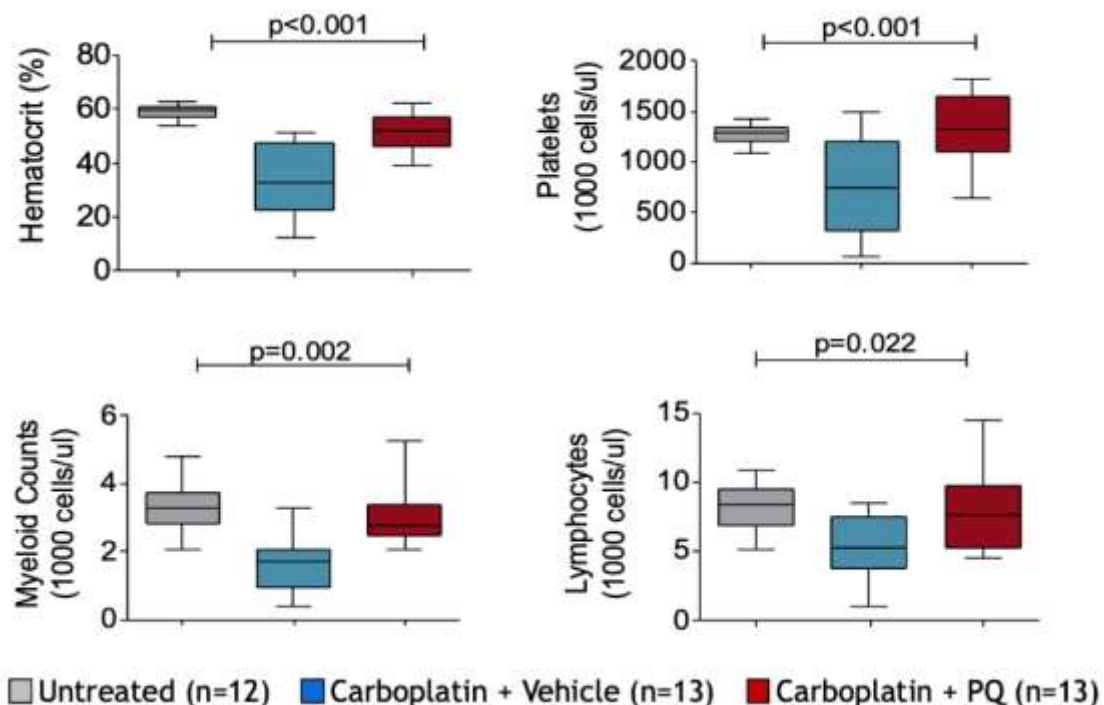 p<0.001
Hematocrit (%)
80
60
40
20
0
p<0.001
Platelets
(1000 cells/ul)
2000
1500
1000
500
0
p=0.002
Myeloid Counts
(1000 cells/ul)
6
4
2
0
p=0.022
Lymphocytes
(1000 cells/ul)
15
10
5
0
Untreated (n=12) Carboplatin + Vehicle (n=13) Carboplatin + PQ (n=13)